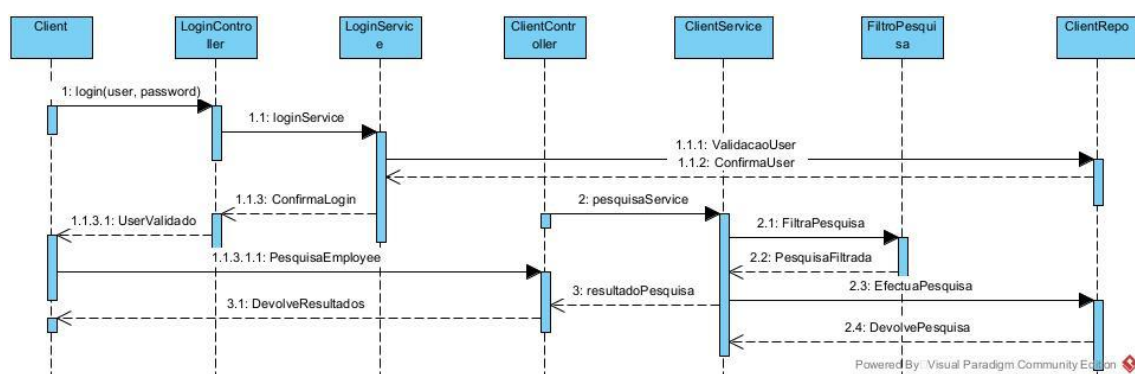 Client
LoginContro
ller
LoginServic
e
ClientContr
oller
ClientService
FiltroPesqui
sa
ClientRepo
1: login(user, password)
1.1: loginService
1.1.1: ValidacaoUser
1.1.2: ConfirmaUser
1.1.3: ConfirmaLogin
2: pesquisaService
1.1.3.1: UserValidado
2.1: FiltraPesquisa
1.1.3.1.1: PesquisaEmployee
2.2: PesquisaFiltrada
3: resultadoPesquisa
2.3: EfectuaPesquisa
3.1: DevolveResultados
2.4: DevolvePesquisa
Powered By Visual Paradigm Community Edition